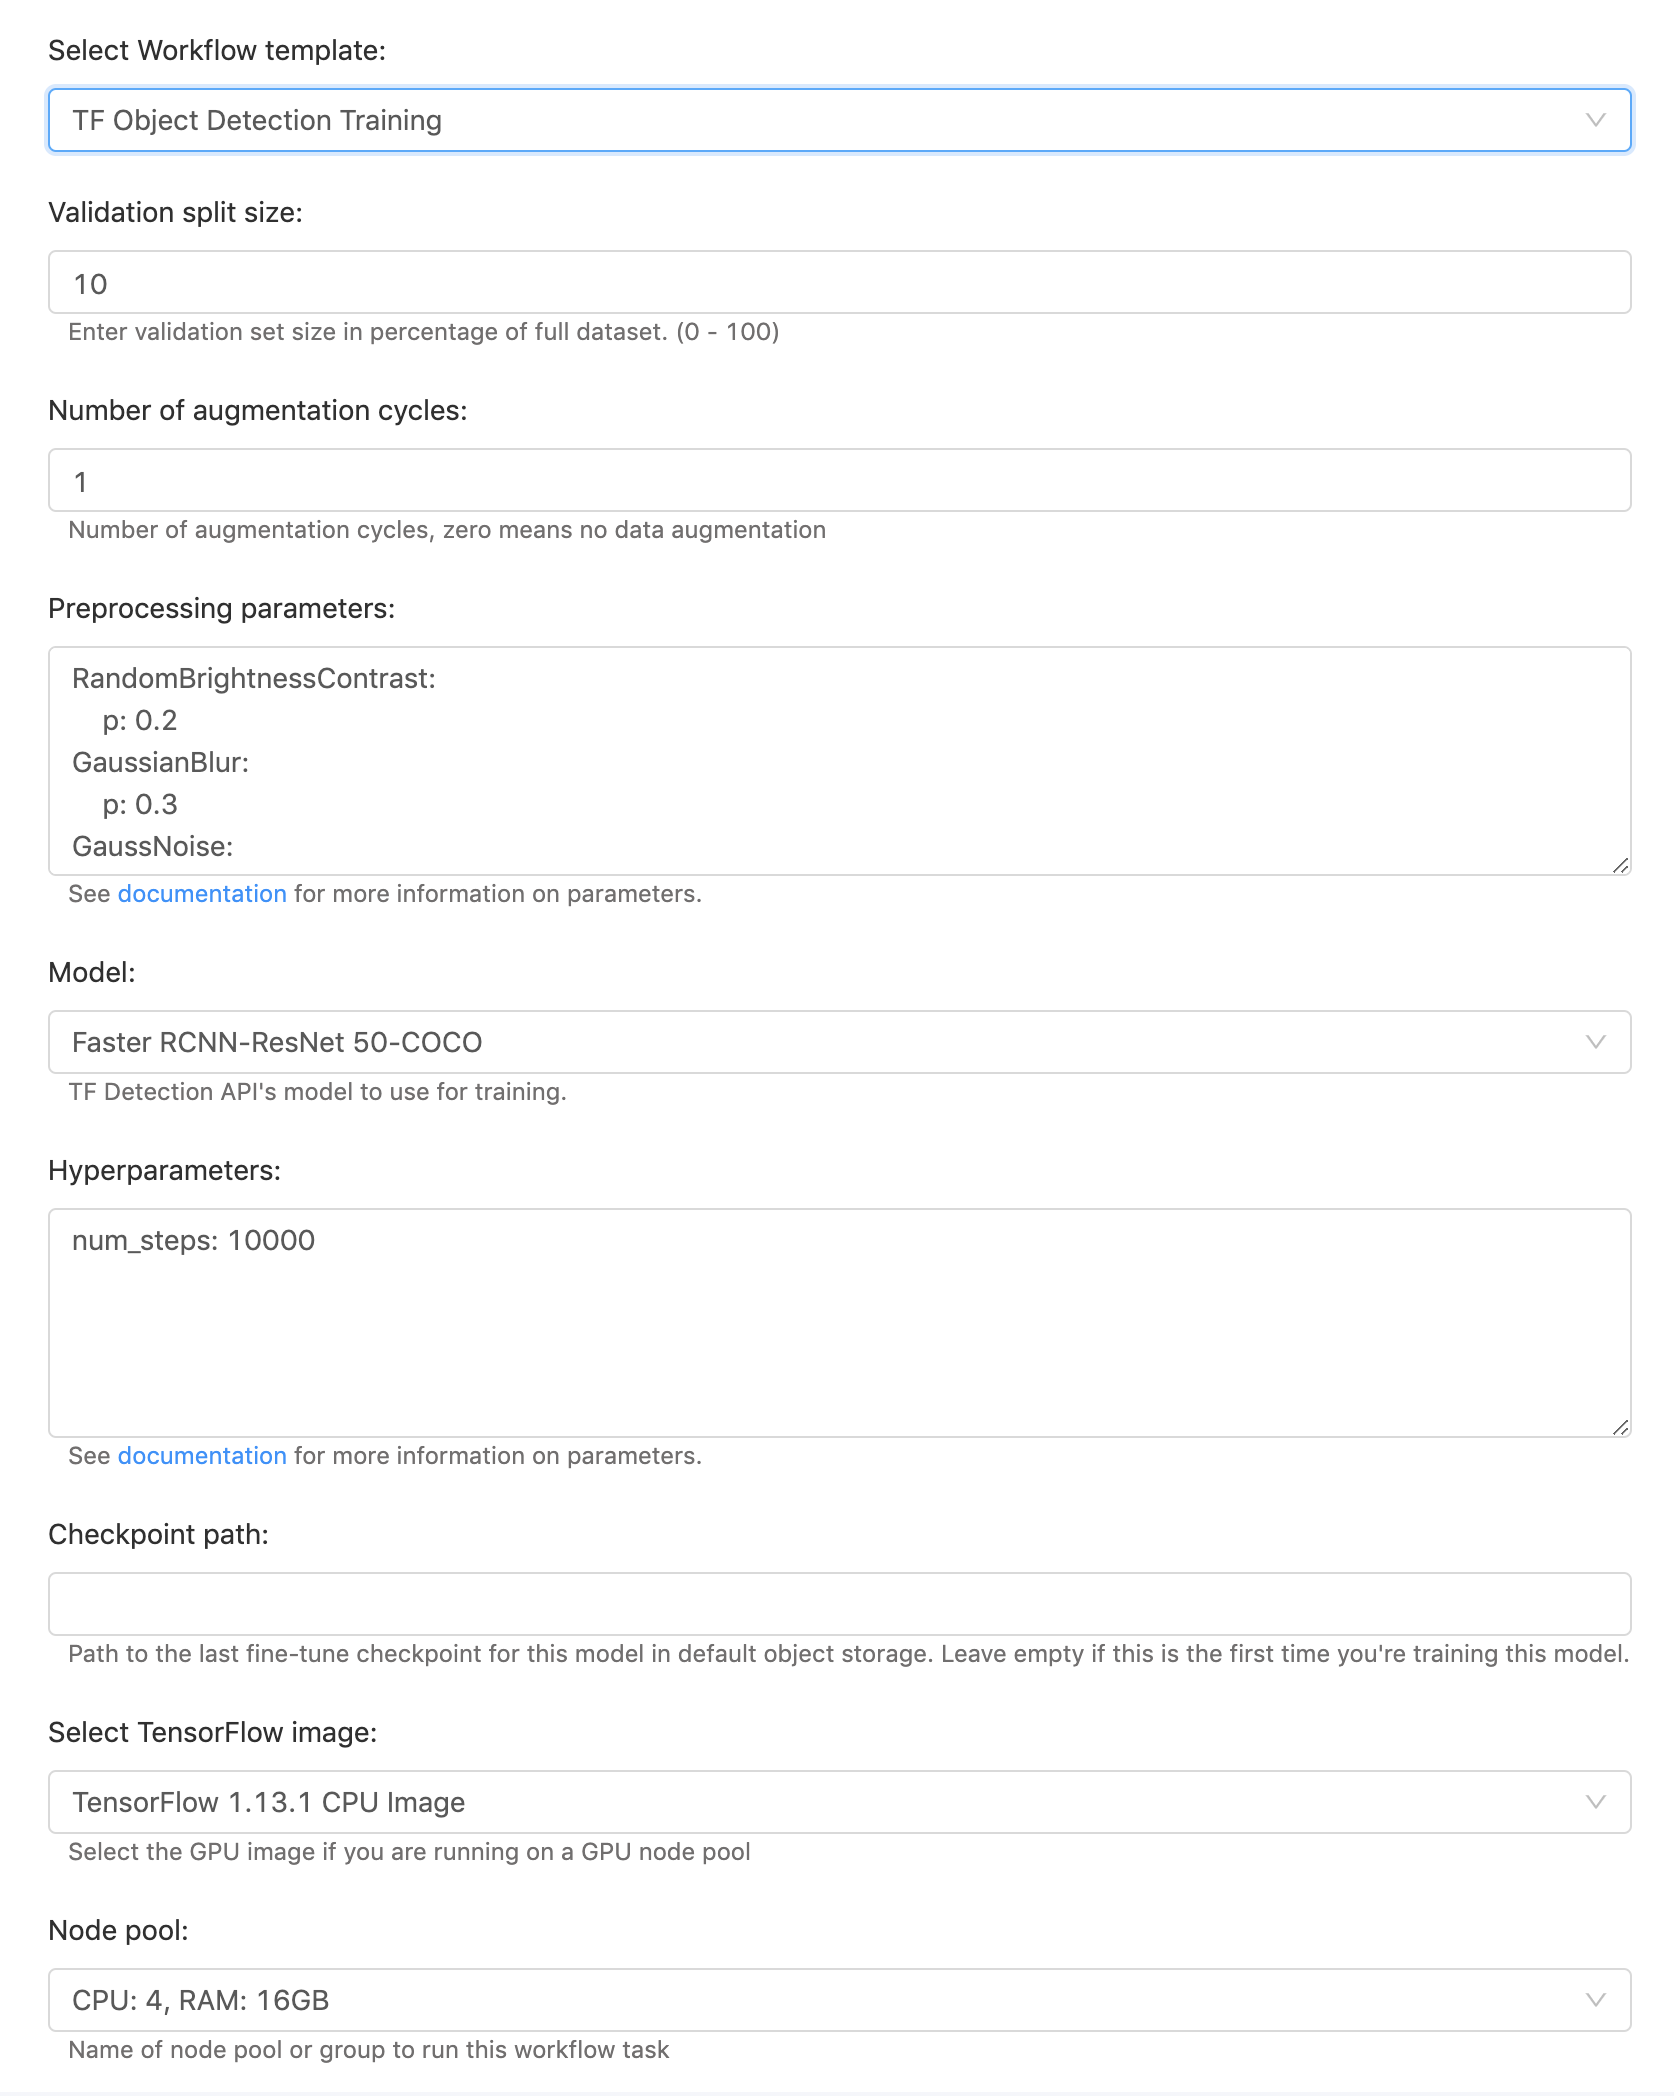 Select Workflow template:
TF Object Detection Training
Validation split size:
10
Enter validation set size in percentage of full dataset. (0 - 100)
Number of augmentation cycles:
1
Number of augmentation cycles, zero means no data augmentation
Preprocessing parameters:
RandomBrightnessContrast:
p: 0.2
GaussianBlur:
p: 0.3
GaussNoise:
See documentation for more information on parameters.
Model:
Faster RCNN-ResNet 50-COCO
TF Detection API's model to use for training.
Hyperparameters:
num_steps: 10000
See documentation for more information on parameters.
Checkpoint path:
Path to the last fine-tune checkpoint for this model in default object storage. Leave empty if this is the first time you're training this model.
Select TensorFlow image:
TensorFlow 1.13.1 CPU Image
Select the GPU image if you are running on a GPU node pool
Node pool:
CPU: 4, RAM: 16GB
Name of node pool or group to run this workflow task